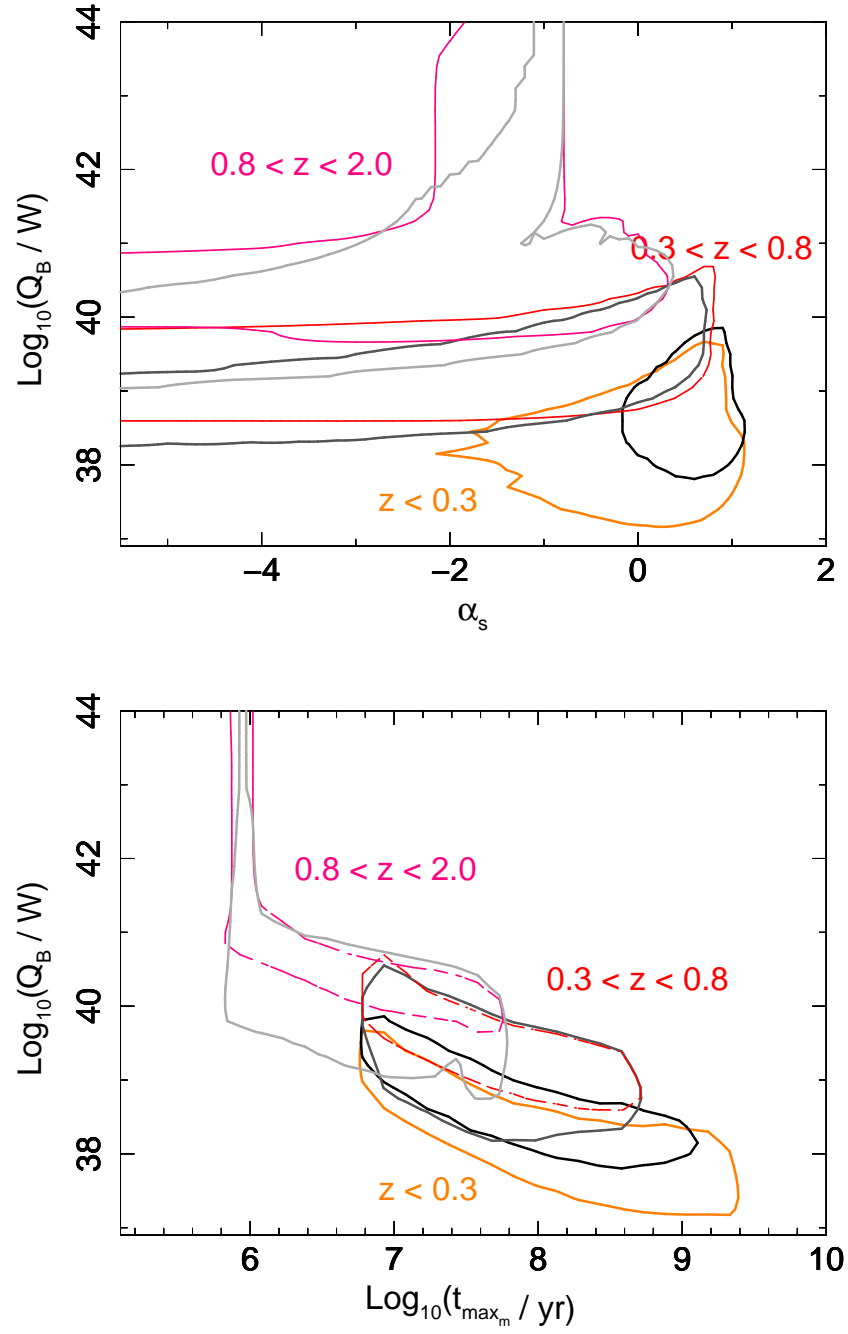 44
42
40
38
Log10(QB / W)
0.8 < z < 2.0
0.3 < z < 0.8
z < 0.3
−4
−2
0
2
αs
44
42
40
38
Log10(QB / W)
0.8 < z < 2.0
0.3 < z < 0.8
z < 0.3
6
7
8
9
10
Log10(tmaxm / yr)